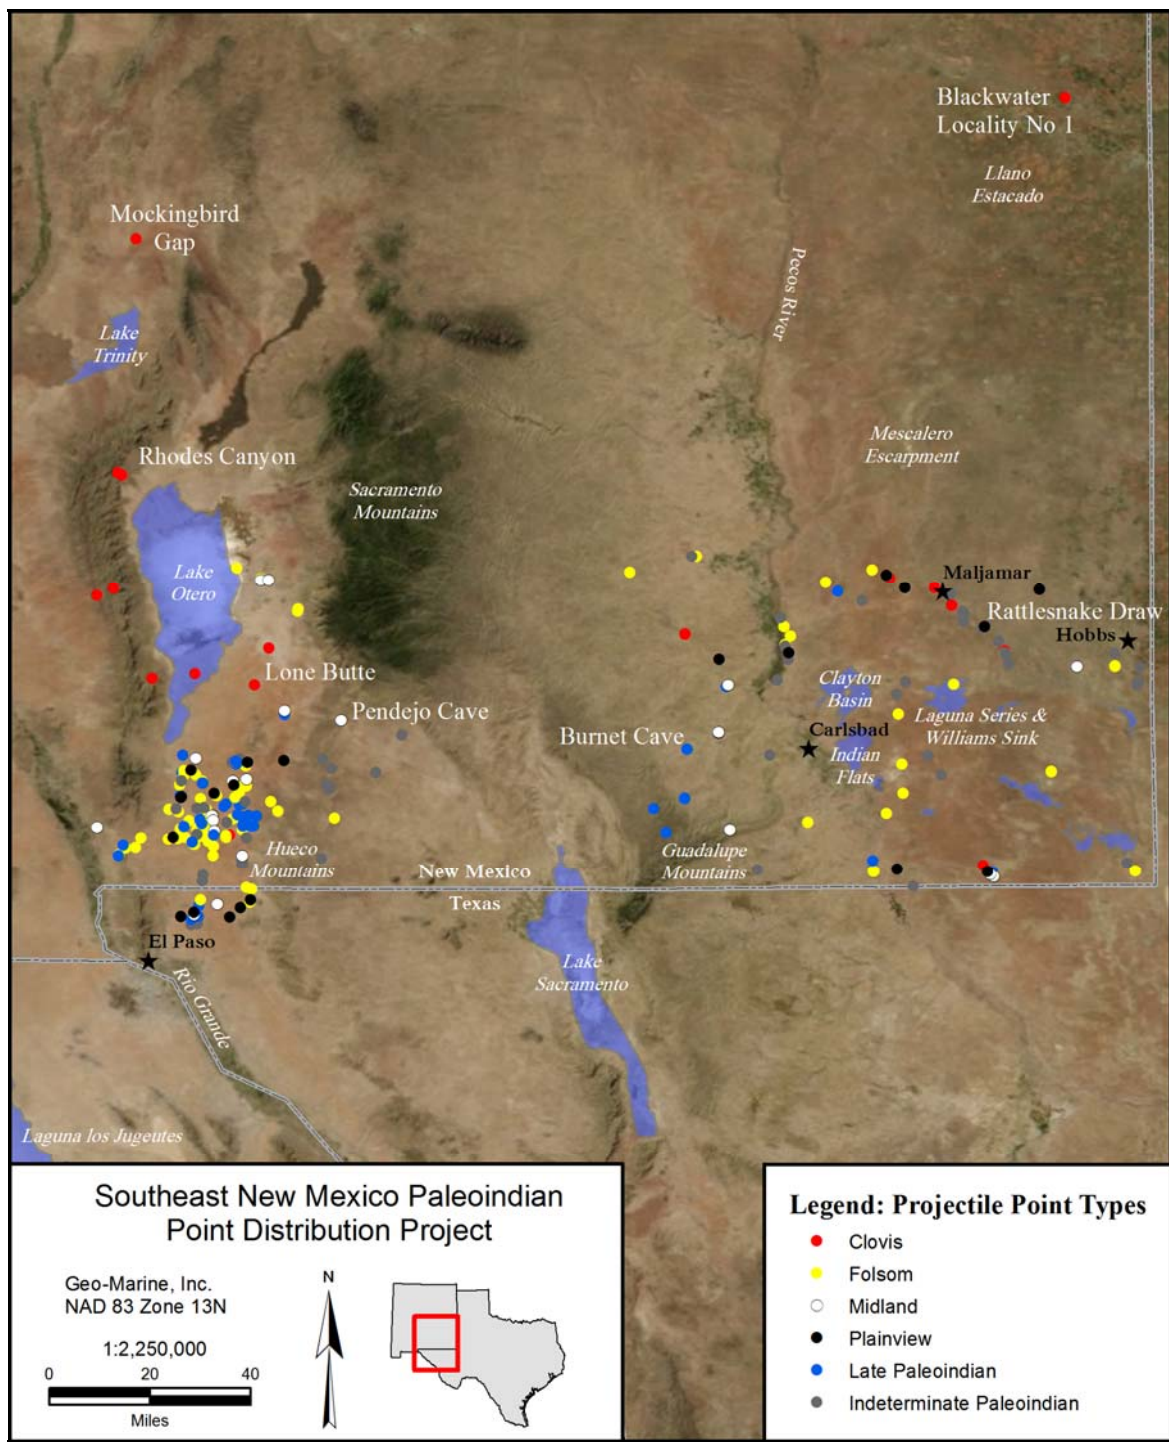 Blackwater
Locality No 1
Llano
Estacado
Mockingbird
Gap
Pecos River
Lake
Trinity
Mescalero
Escarpment
Rhodes Canyon
Sacramento
Mountains
Lake
Otero
Maljamar
Rattlesnake Draw
Hobbs
Lone Butte
Clayton
Basin
Pendejo Cave
Laguna Series &
Williams Sink
Burnet Cave
Carlsbad
Indian
Flats
Hueco
Mountains
Guadalupe
Mountains
New Mexico
Texas
El Paso
Rio Grande
Lake
Sacramento
Laguna los Jugeutes
Southeast New Mexico Paleoindian
Point Distribution Project
Geo-Marine, Inc.
NAD 83 Zone 13N
1:2,250,000
0 20 40
Miles
N
Legend: Projectile Point Types
Clovis
Folsom
Midland
Plainview
Late Paleoindian
Indeterminate Paleoindian